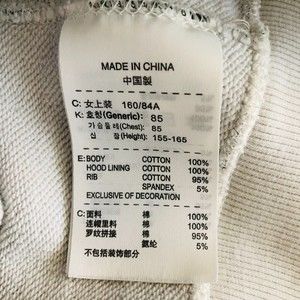 MADE IN CHINA
中国製
C: 女上装 160/84A
K: 호칭(Generic): 85
가슴둘레(Chest): 85
신 장(Height): 155-165
E: BODY COTTON 100%
HOOD LINING COTTON 100%
RIB COTTON 95%
SPANDEX 5%
EXCLUSIVE OF DECORATION
C: 面料 棉 100%
连帽里料 棉 100%
罗纹拼接 棉 95%
氨纶 5%
不包括装饰部分